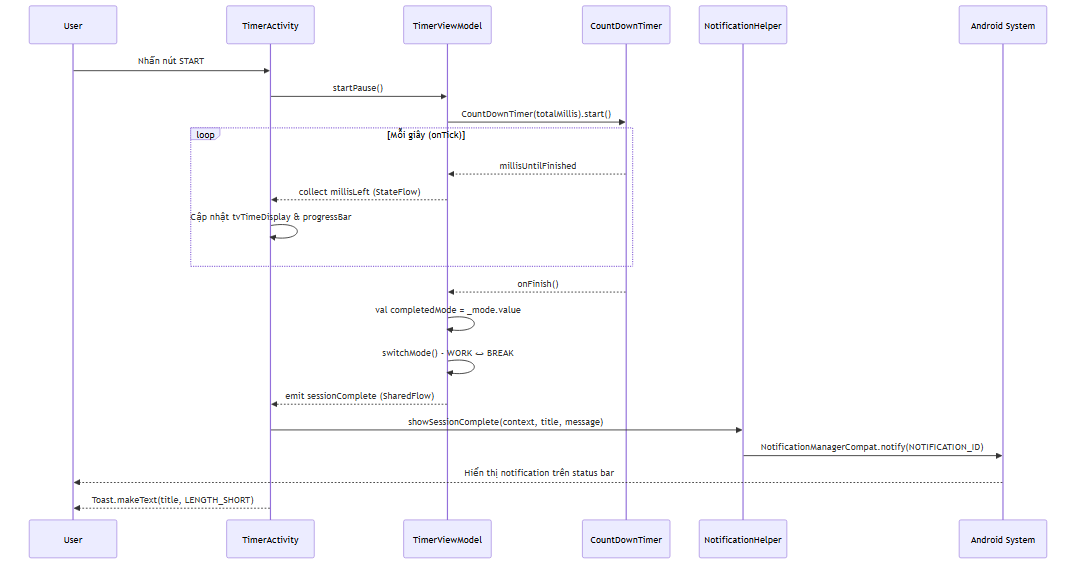 User
TimerActivity
TimerViewModel
CountDownTimer
NotificationHelper
Android System
Nhấn nút START
startPause()
CountDownTimer(totalMillis).start()
loop
[Mỗi giây (onTick)]
millisUntilFinished
collect millisLeft (StateFlow)
Cập nhật tvTimeDisplay & progressBar
onFinish()
val completedMode = _mode.value
switchMode() - WORK ↔ BREAK
emit sessionComplete (SharedFlow)
showSessionComplete(context, title, message)
NotificationManagerCompat.notify(NOTIFICATION_ID)
Hiển thị notification trên status bar
Toast.makeText(title, LENGTH_SHORT)
User
TimerActivity
TimerViewModel
CountDownTimer
NotificationHelper
Android System